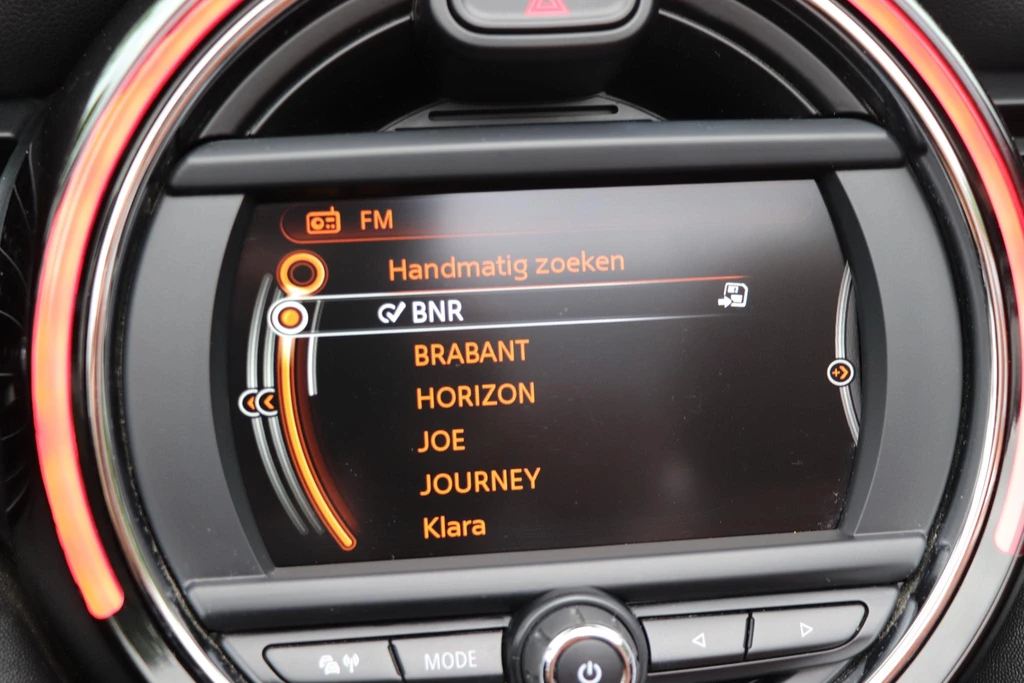 FM
Handmatig zoeken
BNR
BRABANT
HORIZON
JOE
JOURNEY
Klara
MODE